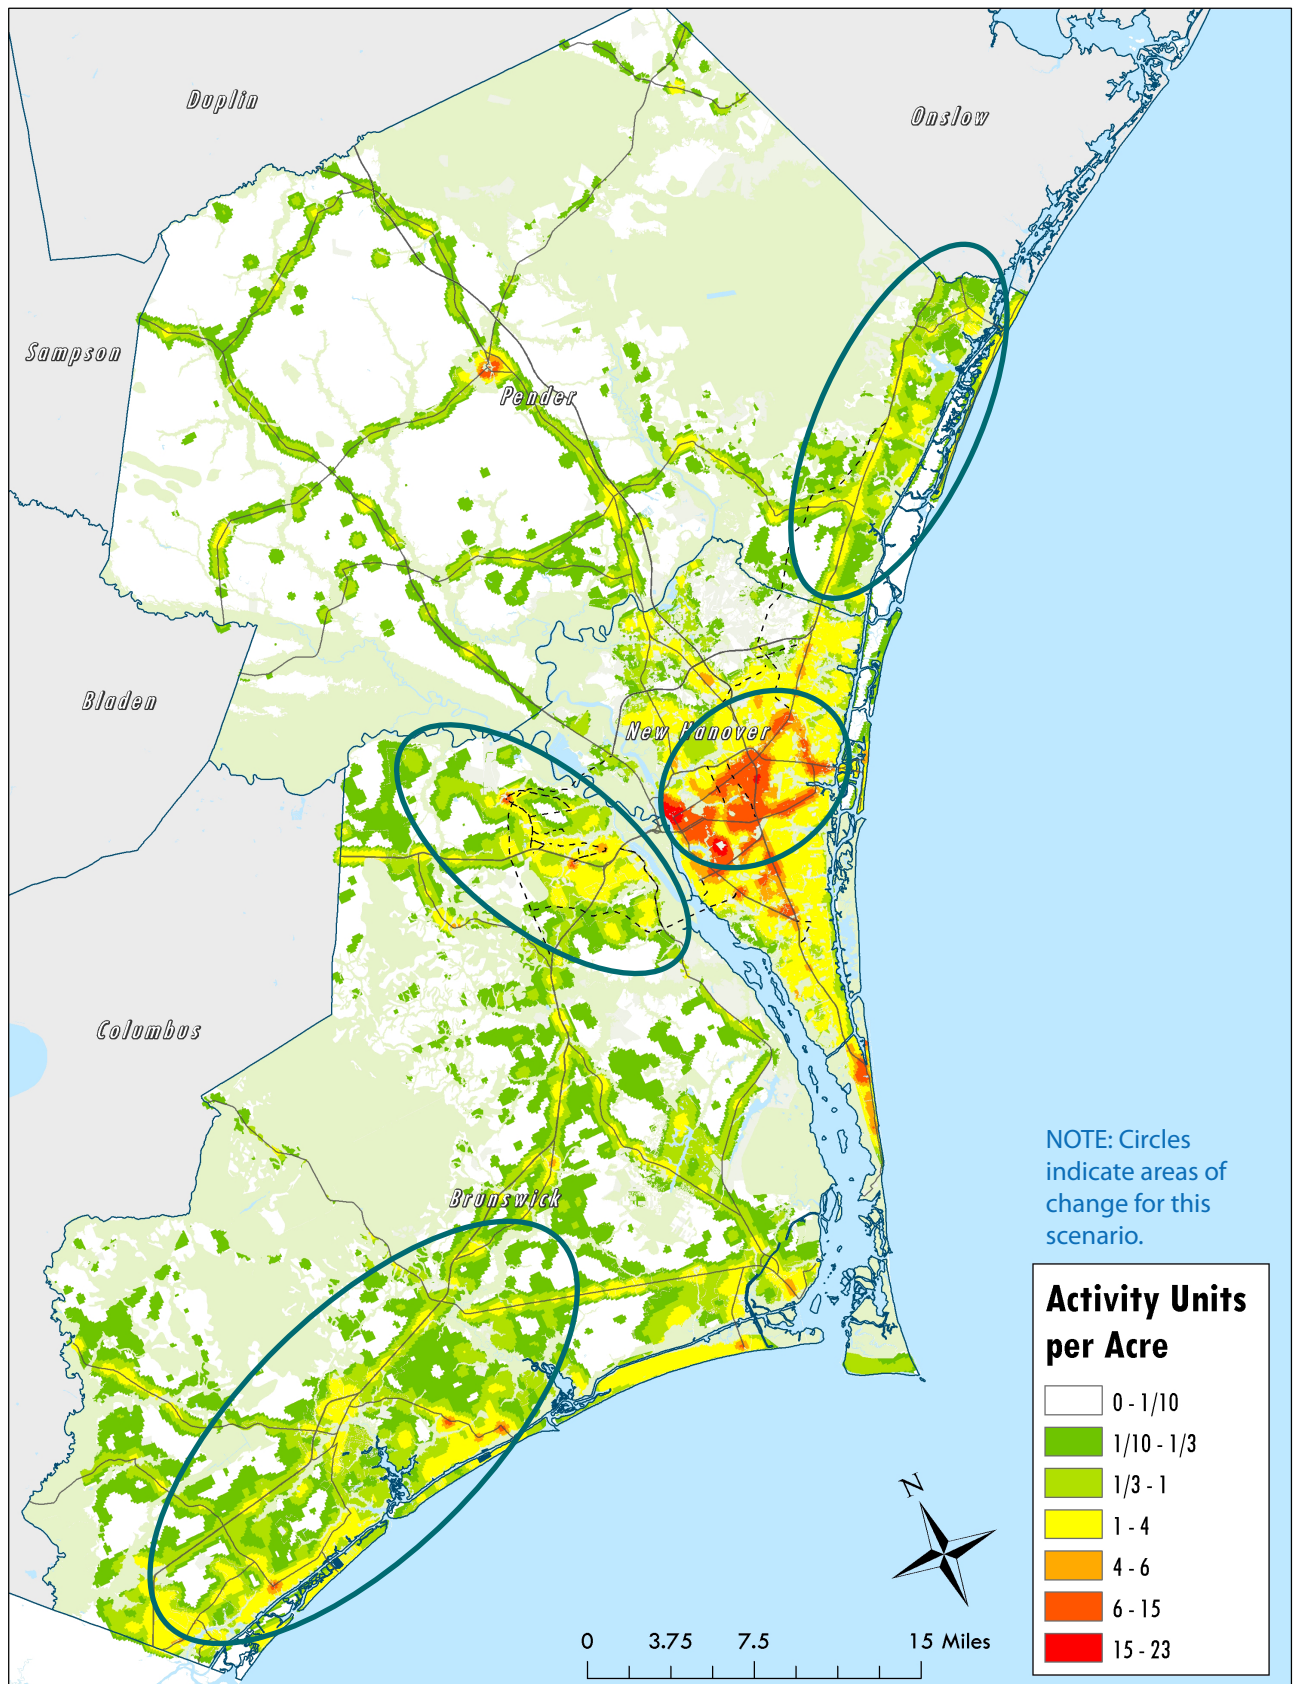 Duplin
Onslow
Sampson
Pender
Bladen
New Hanover
Columbus
Brunswick
NOTE: Circles
indicate areas of
change for this
scenario.
Activity Units
per Acre
0 - 1/10
1/10 - 1/3
1/3 - 1
1 - 4
4 - 6
6 - 15
15 - 23
N
0 3.75 7.5 15 Miles